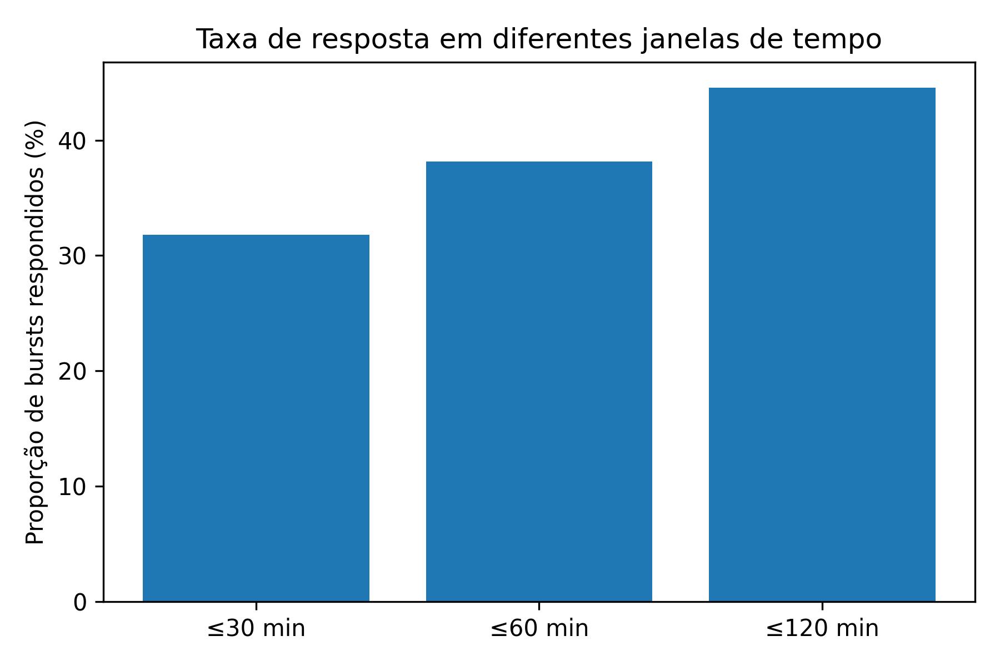 Taxa de resposta em diferentes janelas de tempo
Proporção de bursts respondidos (%)
40
30
20
10
0
≤30 min
≤60 min
≤120 min